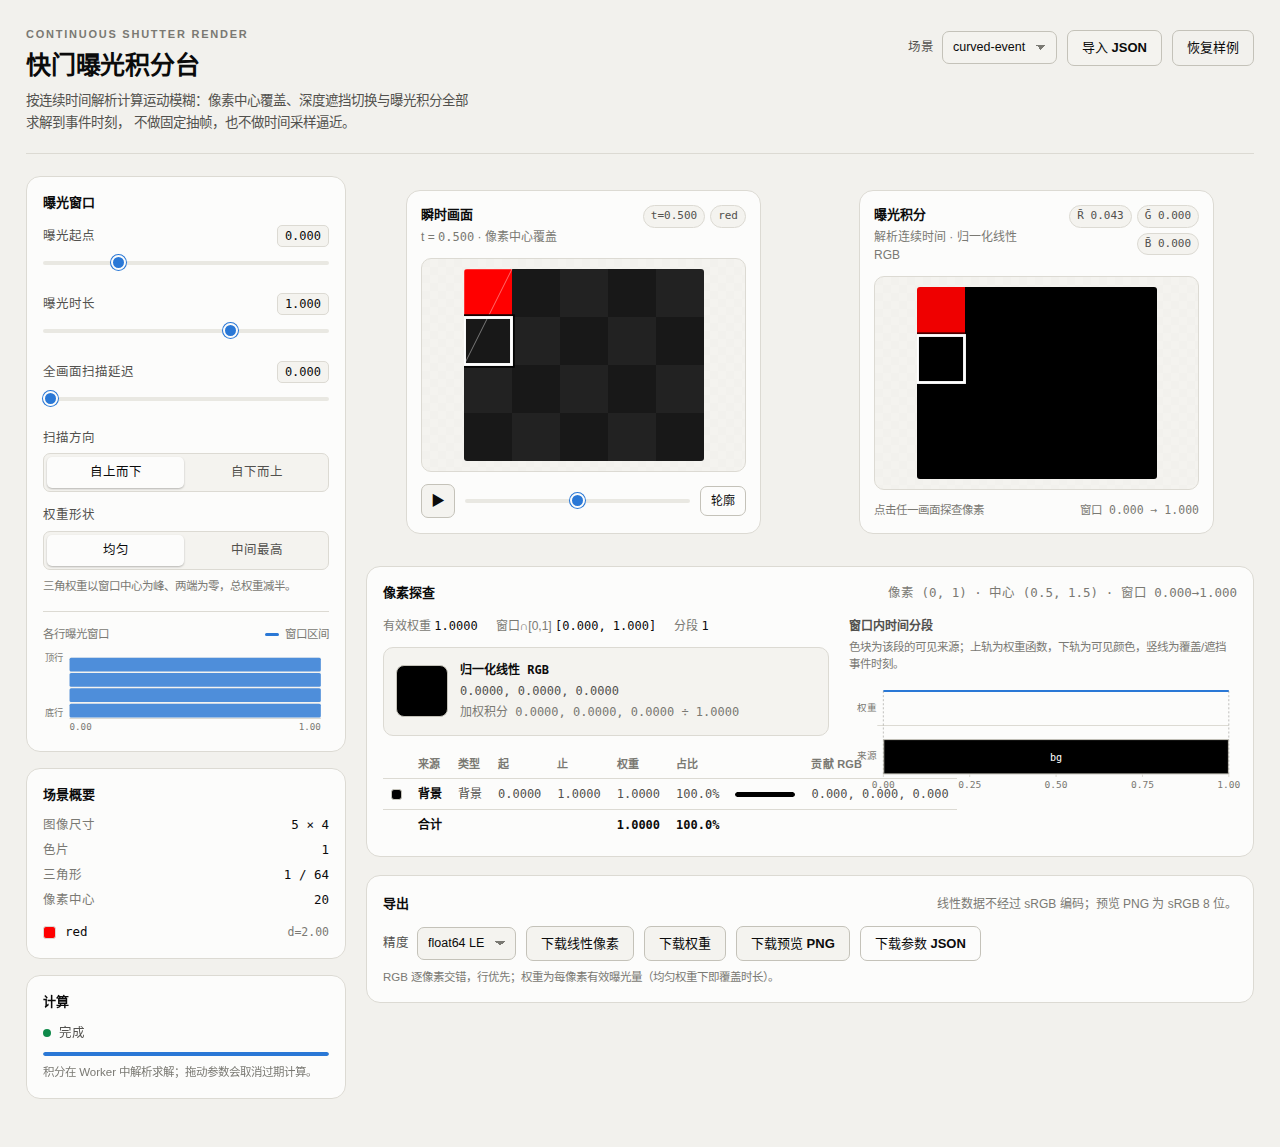 CONTINUOUS SHUTTER RENDER
快门曝光积分台
按连续时间解析计算运动模糊：像素中心覆盖、深度遮挡切换与曝光积分全部
求解到事件时刻， 不做固定抽帧，也不做时间采样逼近。
场景 curved-event 导入 JSON 恢复样例
曝光窗口
曝光起点 0.000
曝光时长 1.000
全画面扫描延迟 0.000
扫描方向
自上而下 自下而上
权重形状
均匀 中间最高
三角权重以窗口中心为峰、两端为零，总权重减半。
各行曝光窗口 窗口区间
顶行
底行
0.00 1.00
场景概要
图像尺寸 5 × 4
色片 1
三角形 1 / 64
像素中心 20
red d=2.00
计算
完成
积分在 Worker 中解析求解；拖动参数会取消过期计算。
瞬时画面 t=0.500 red
t = 0.500 · 像素中心覆盖
▶ 轮廓
曝光积分 R̄ 0.043 Ḡ 0.000
解析连续时间 · 归一化线性 B̄ 0.000
RGB
点击任一画面探查像素 窗口 0.000 → 1.000
像素探查 像素 (0, 1) · 中心 (0.5, 1.5) · 窗口 0.000→1.000
有效权重 1.0000 窗口∩[0,1] [0.000, 1.000] 分段 1
归一化线性 RGB
0.0000, 0.0000, 0.0000
加权积分 0.0000, 0.0000, 0.0000 ÷ 1.0000
来源 类型 起 止 权重 占比 贡献 RGB
背景 背景 0.0000 1.0000 1.0000 100.0% 0.000, 0.000, 0.000
合计 1.0000 100.0%
窗口内时间分段
色块为该段的可见来源；上轨为权重函数，下轨为可见颜色，竖线为覆盖/遮挡
事件时刻。
权重
来源 bg
0.00 0.25 0.50 0.75 1.00
导出 线性数据不经过 sRGB 编码；预览 PNG 为 sRGB 8 位。
精度 float64 LE 下载线性像素 下载权重 下载预览 PNG 下载参数 JSON
RGB 逐像素交错，行优先；权重为每像素有效曝光量（均匀权重下即覆盖时长）。